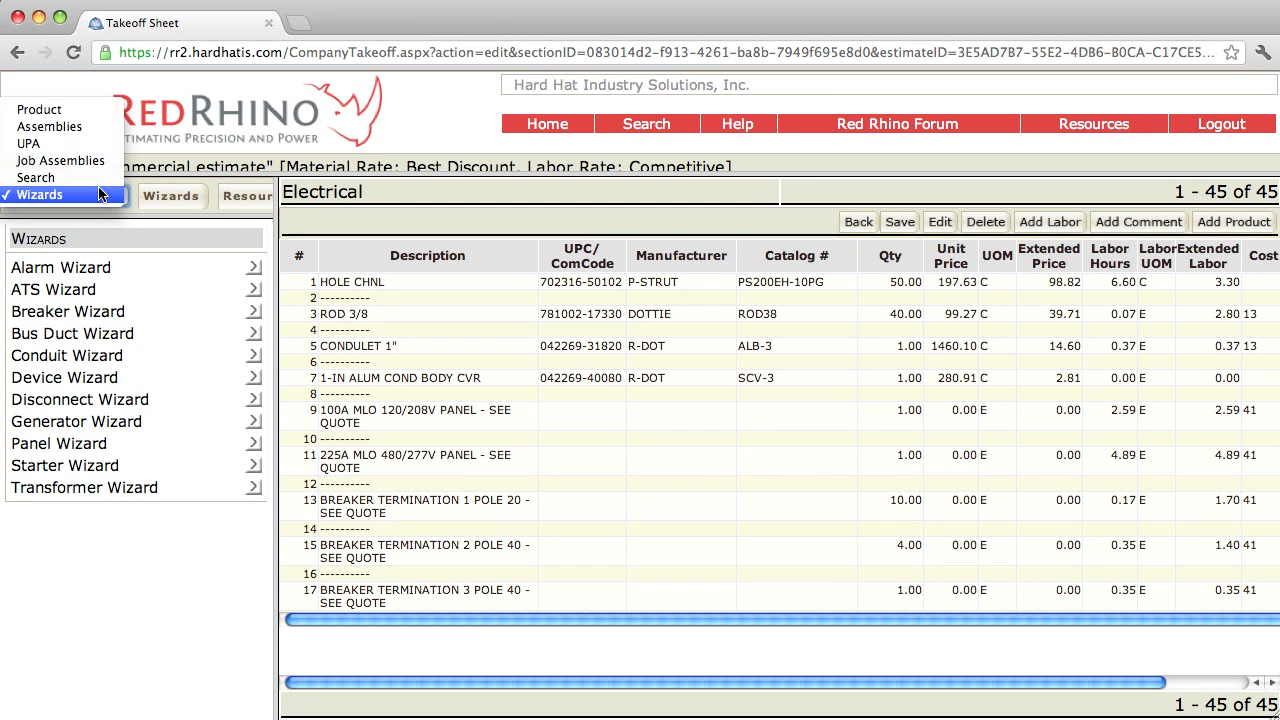 Takeoff Sheet
https://rr2.hardhatis.com/CompanyTakeoff.aspx?action=edit&sectionID=083014d2-f913-4261-ba8b-7949f695e8d0&estimateID=3E5AD7B7-55E2-4DB6-B0CA-C17CE5...
Hard Hat Industry Solutions, Inc.
RED RHINO
ESTIMATING PRECISION AND POWER
Home Search Help Red Rhino Forum Resources Logout
Product
Assemblies
UPA
Job Assemblies
Search
✓ Wizards
mmercial estimate" [Material Rate: Best Discount, Labor Rate: Competitive]
Wizards Resour
Electrical 1 - 45 of 45
Back Save Edit Delete Add Labor Add Comment Add Product
WIZARDS
Alarm Wizard
ATS Wizard
Breaker Wizard
Bus Duct Wizard
Conduit Wizard
Device Wizard
Disconnect Wizard
Generator Wizard
Panel Wizard
Starter Wizard
Transformer Wizard
# Description UPC/ ComCode Manufacturer Catalog # Qty Unit Price UOM Extended Price Labor Hours Labor UOM Extended Labor Cost
1 HOLE CHNL 702316-50102 P-STRUT PS200EH-10PG 50.00 197.63 C 98.82 6.60 C 3.30
2 ----------
3 ROD 3/8 781002-17330 DOTTIE ROD38 40.00 99.27 C 39.71 0.07 E 2.80 13
4 ----------
5 CONDULET 1" 042269-31820 R-DOT ALB-3 1.00 1460.10 C 14.60 0.37 E 0.37 13
6 ----------
7 1-IN ALUM COND BODY CVR 042269-40080 R-DOT SCV-3 1.00 280.91 C 2.81 0.00 E 0.00
8 ----------
9 100A MLO 120/208V PANEL - SEE QUOTE 1.00 0.00 E 0.00 2.59 E 2.59 41
10 ----------
11 225A MLO 480/277V PANEL - SEE QUOTE 1.00 0.00 E 0.00 4.89 E 4.89 41
12 ----------
13 BREAKER TERMINATION 1 POLE 20 - SEE QUOTE 10.00 0.00 E 0.00 0.17 E 1.70 41
14 ----------
15 BREAKER TERMINATION 2 POLE 40 - SEE QUOTE 4.00 0.00 E 0.00 0.35 E 1.40 41
16 ----------
17 BREAKER TERMINATION 3 POLE 40 - SEE QUOTE 1.00 0.00 E 0.00 0.35 E 0.35 41
1 - 45 of 45